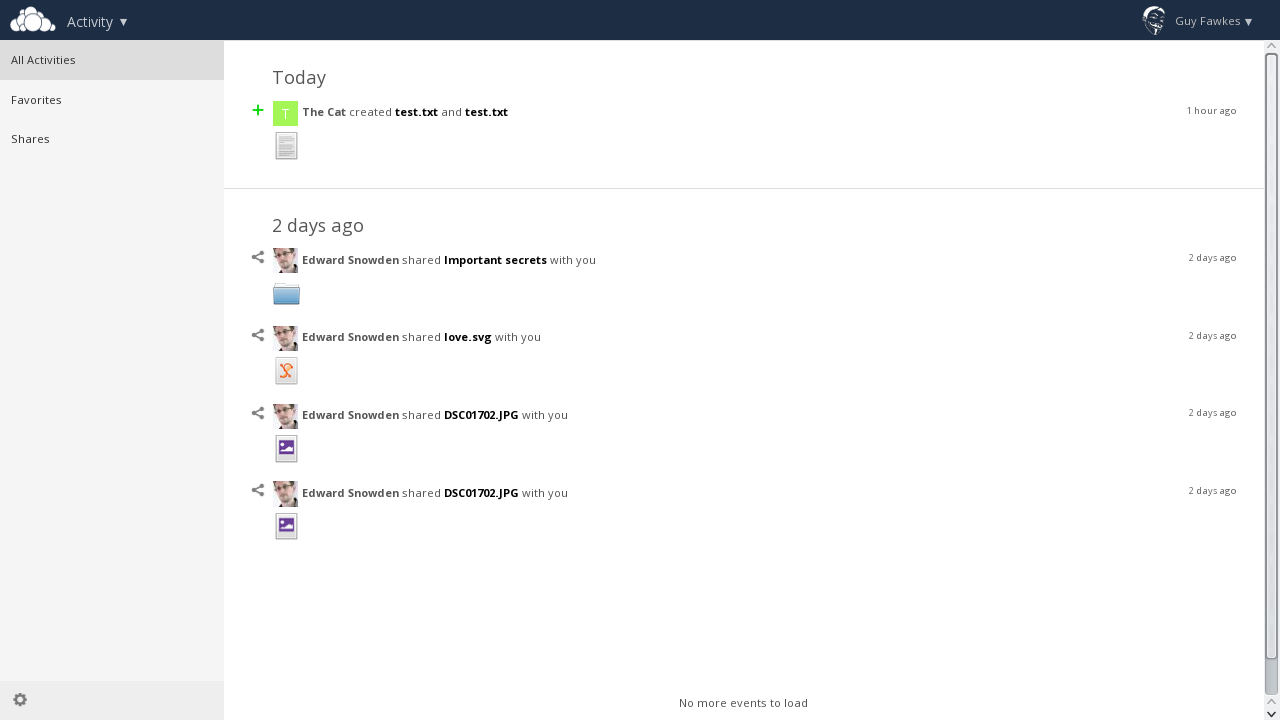 Activity ▼
Guy Fawkes ▼
All Activities
Favorites
Shares
Today
T The Cat created test.txt and test.txt 1 hour ago
2 days ago
Edward Snowden shared Important secrets with you 2 days ago
Edward Snowden shared love.svg with you 2 days ago
Edward Snowden shared DSC01702.JPG with you 2 days ago
Edward Snowden shared DSC01702.JPG with you 2 days ago
No more events to load